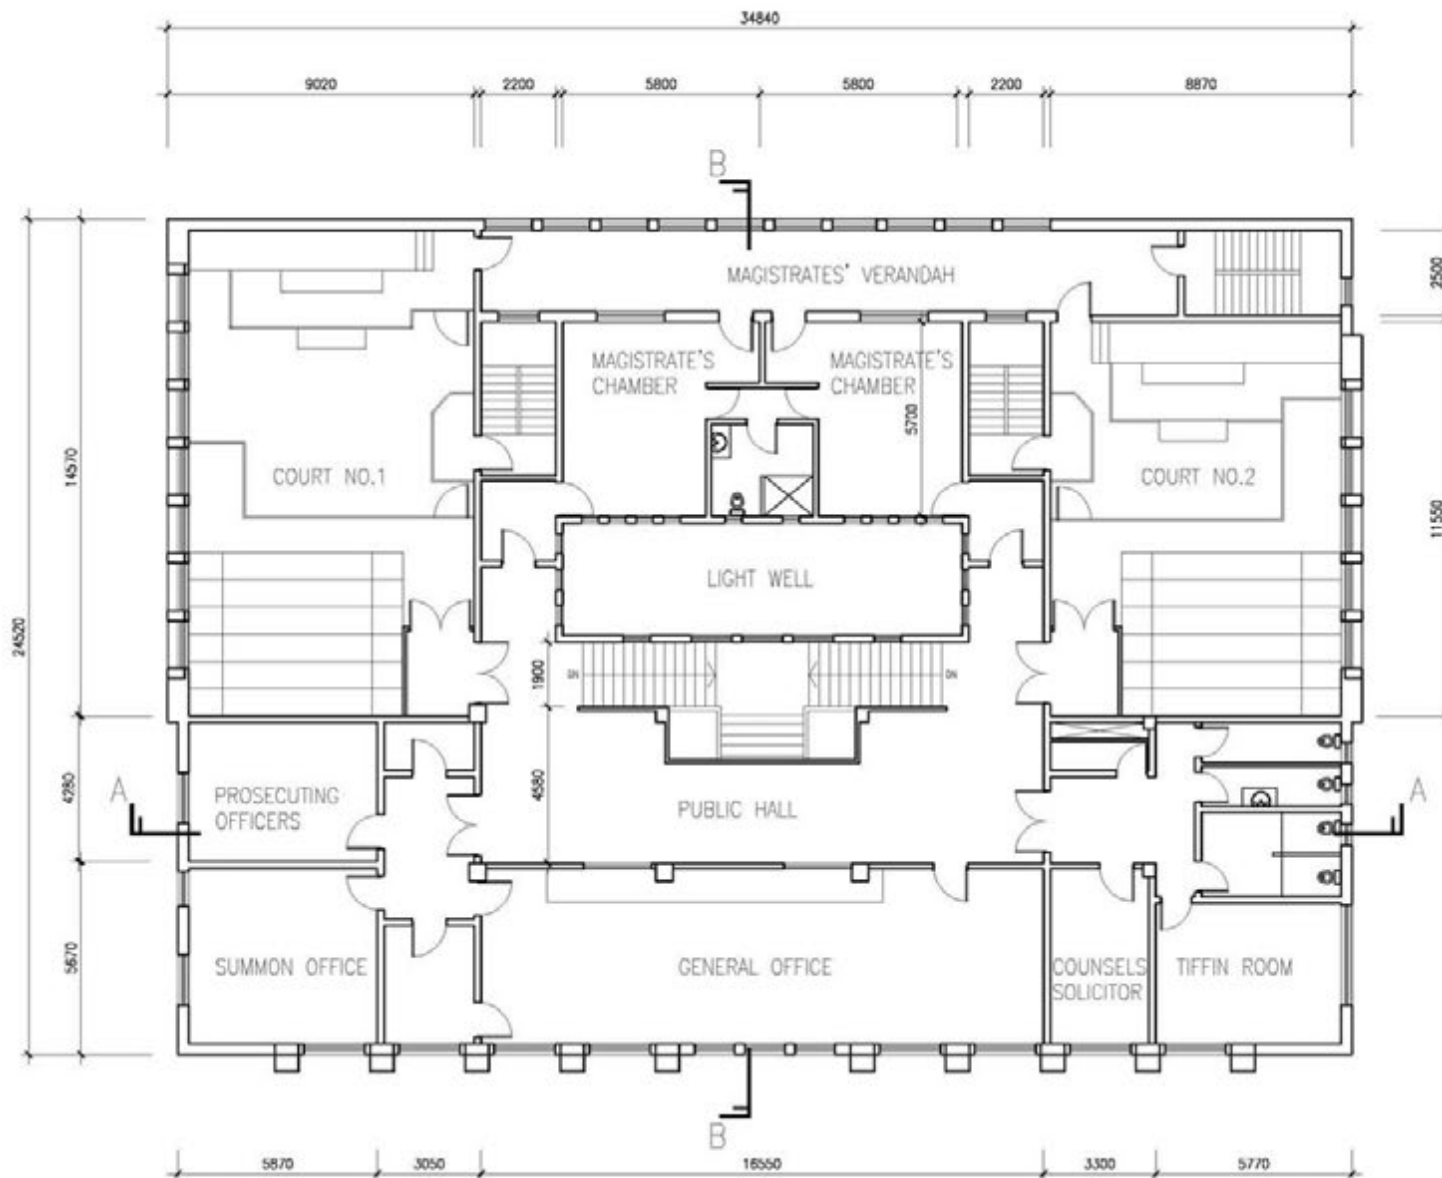 34840
9020
2200
5800
5800
2200
8870
B
MAGISTRATES' VERANDAH
2500
MAGISTRATE'S
CHAMBER
MAGISTRATE'S
CHAMBER
5700
14570
COURT NO.1
COURT NO.2
11550
LIGHT WELL
24520
1900
DN
DN
4280
4580
A
PROSECUTING
OFFICERS
PUBLIC HALL
A
5670
SUMMON OFFICE
GENERAL OFFICE
COUNSELS
SOLICITOR
TIFFIN ROOM
B
5870
3050
16550
3300
5770